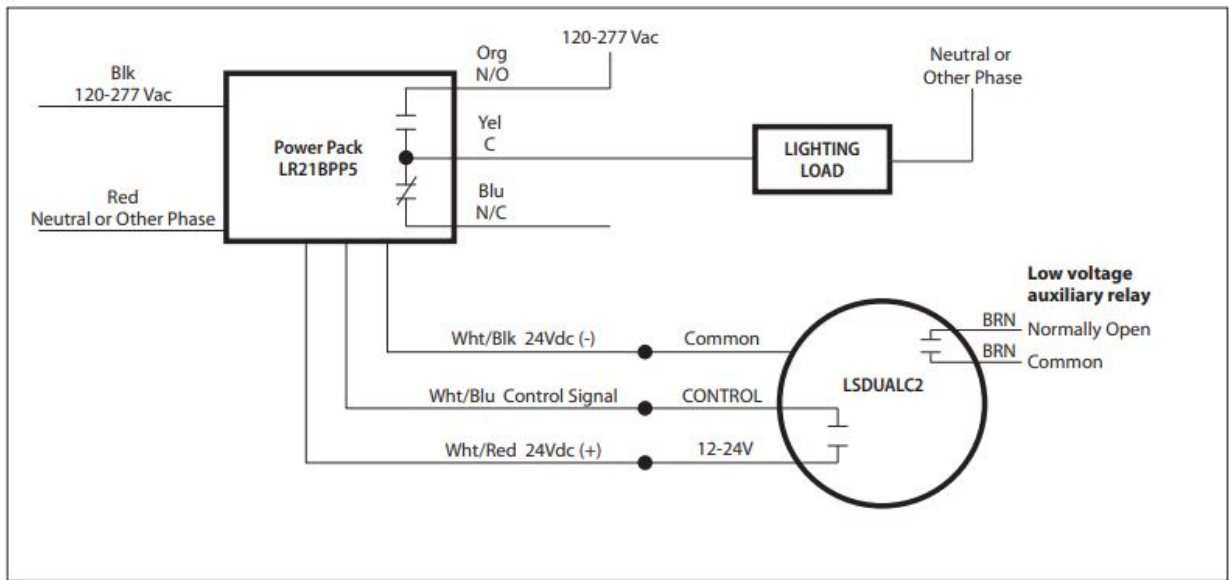 120-277 Vac
Org
N/O
Neutral or
Other Phase
Blk
120-277 Vac
Yel
C
Power Pack
LR21BPP5
LIGHTING
LOAD
Red
Neutral or Other Phase
Blu
N/C
Low voltage
auxiliary relay
BRN
Normally Open
BRN
Common
Wht/Blk 24Vdc (-)
Common
LSDUALC2
Wht/Blu Control Signal
CONTROL
Wht/Red 24Vdc (+)
12-24V